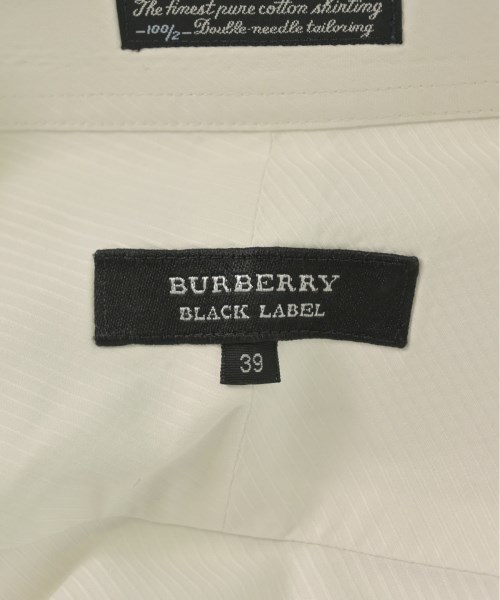 The finest pure cotton shirting
-100/2- Double-needle tailoring
BURBERRY
BLACK LABEL
39